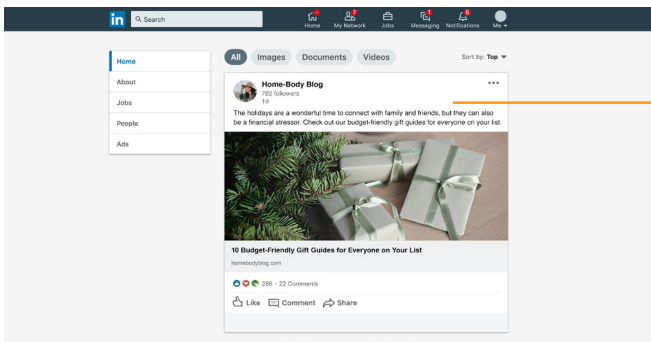 in Search
Home My Network Jobs Messaging Notifications Me
7 1 5
Home
About
Jobs
People
Ads
All Images Documents Videos Sort by: Top
Home-Body Blog
782 followers
1d
The holidays are a wonderful time to connect with family and friends, but they can also
be a financial stressor. Check out our budget-friendly gift guides for everyone on your list.
10 Budget-Friendly Gift Guides for Everyone on Your List
homebodyblog.com
286 • 22 Comments
Like Comment Share